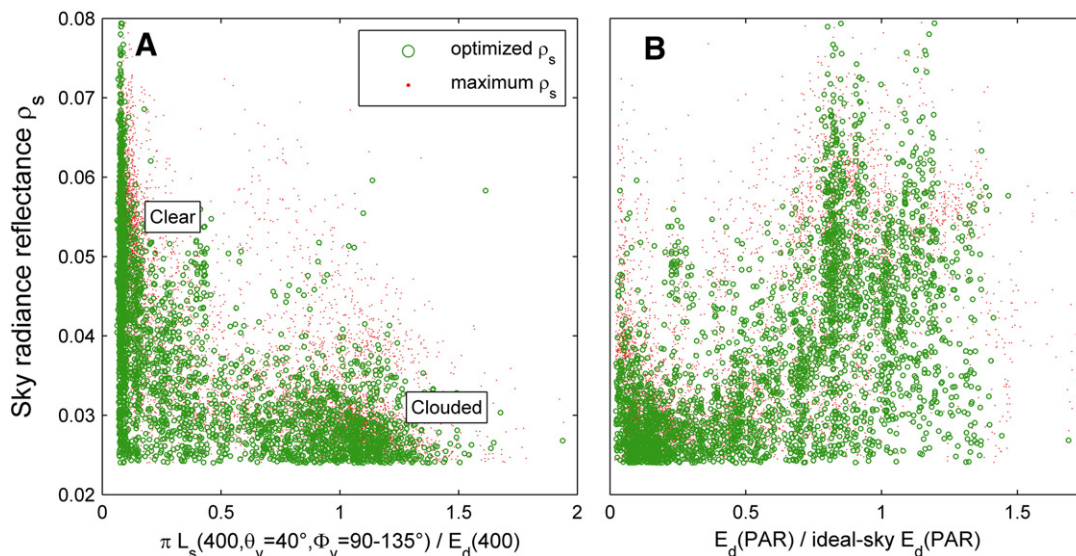 A
B
optimized ρs
maximum ρs
Clear
Clouded
Sky radiance reflectance ρs
0.08
0.07
0.06
0.05
0.04
0.03
0.02
0 0.5 1 1.5 2
0 0.5 1 1.5
π Ls(400,θv=40°,Φv=90-135°) / Ed(400)
Ed(PAR) / ideal-sky Ed(PAR)